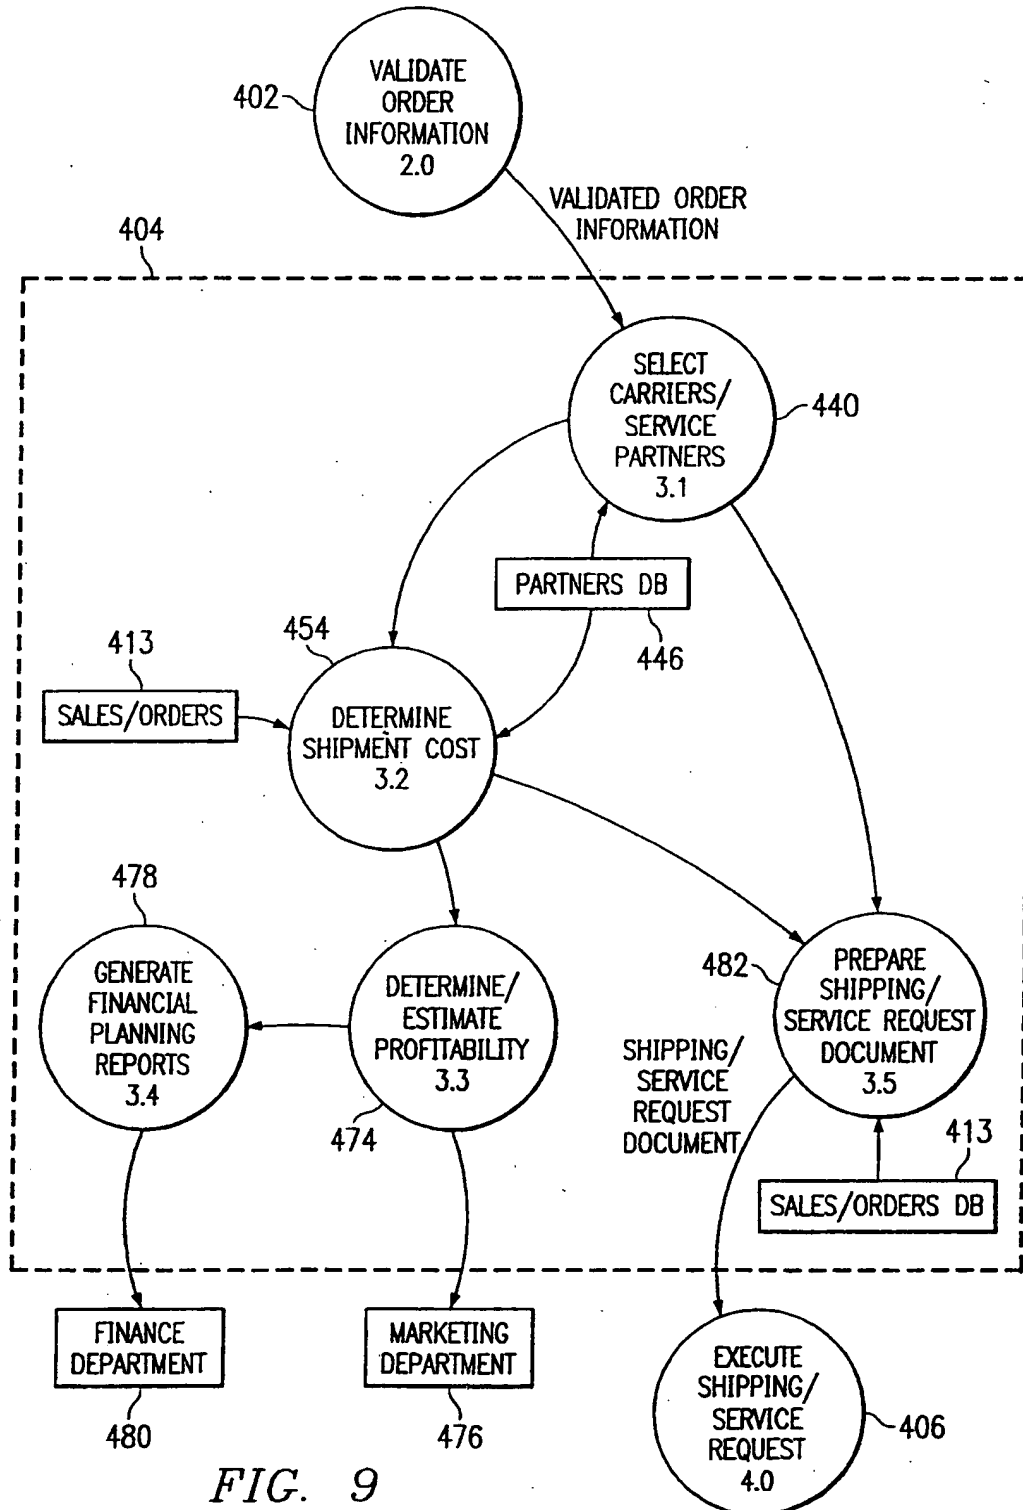 VALIDATE
ORDER
INFORMATION
2.0
402
VALIDATED ORDER
INFORMATION
404
SELECT
CARRIERS/
SERVICE
PARTNERS
3.1
440
PARTNERS DB
446
454
413
SALES/ORDERS
DETERMINE
SHIPMENT COST
3.2
478
GENERATE
FINANCIAL
PLANNING
REPORTS
3.4
DETERMINE/
ESTIMATE
PROFITABILITY
3.3
474
482
PREPARE
SHIPPING/
SERVICE REQUEST
DOCUMENT
3.5
SHIPPING/
SERVICE
REQUEST
DOCUMENT
413
SALES/ORDERS DB
FINANCE
DEPARTMENT
480
MARKETING
DEPARTMENT
476
EXECUTE
SHIPPING/
SERVICE
REQUEST
4.0
406
FIG. 9